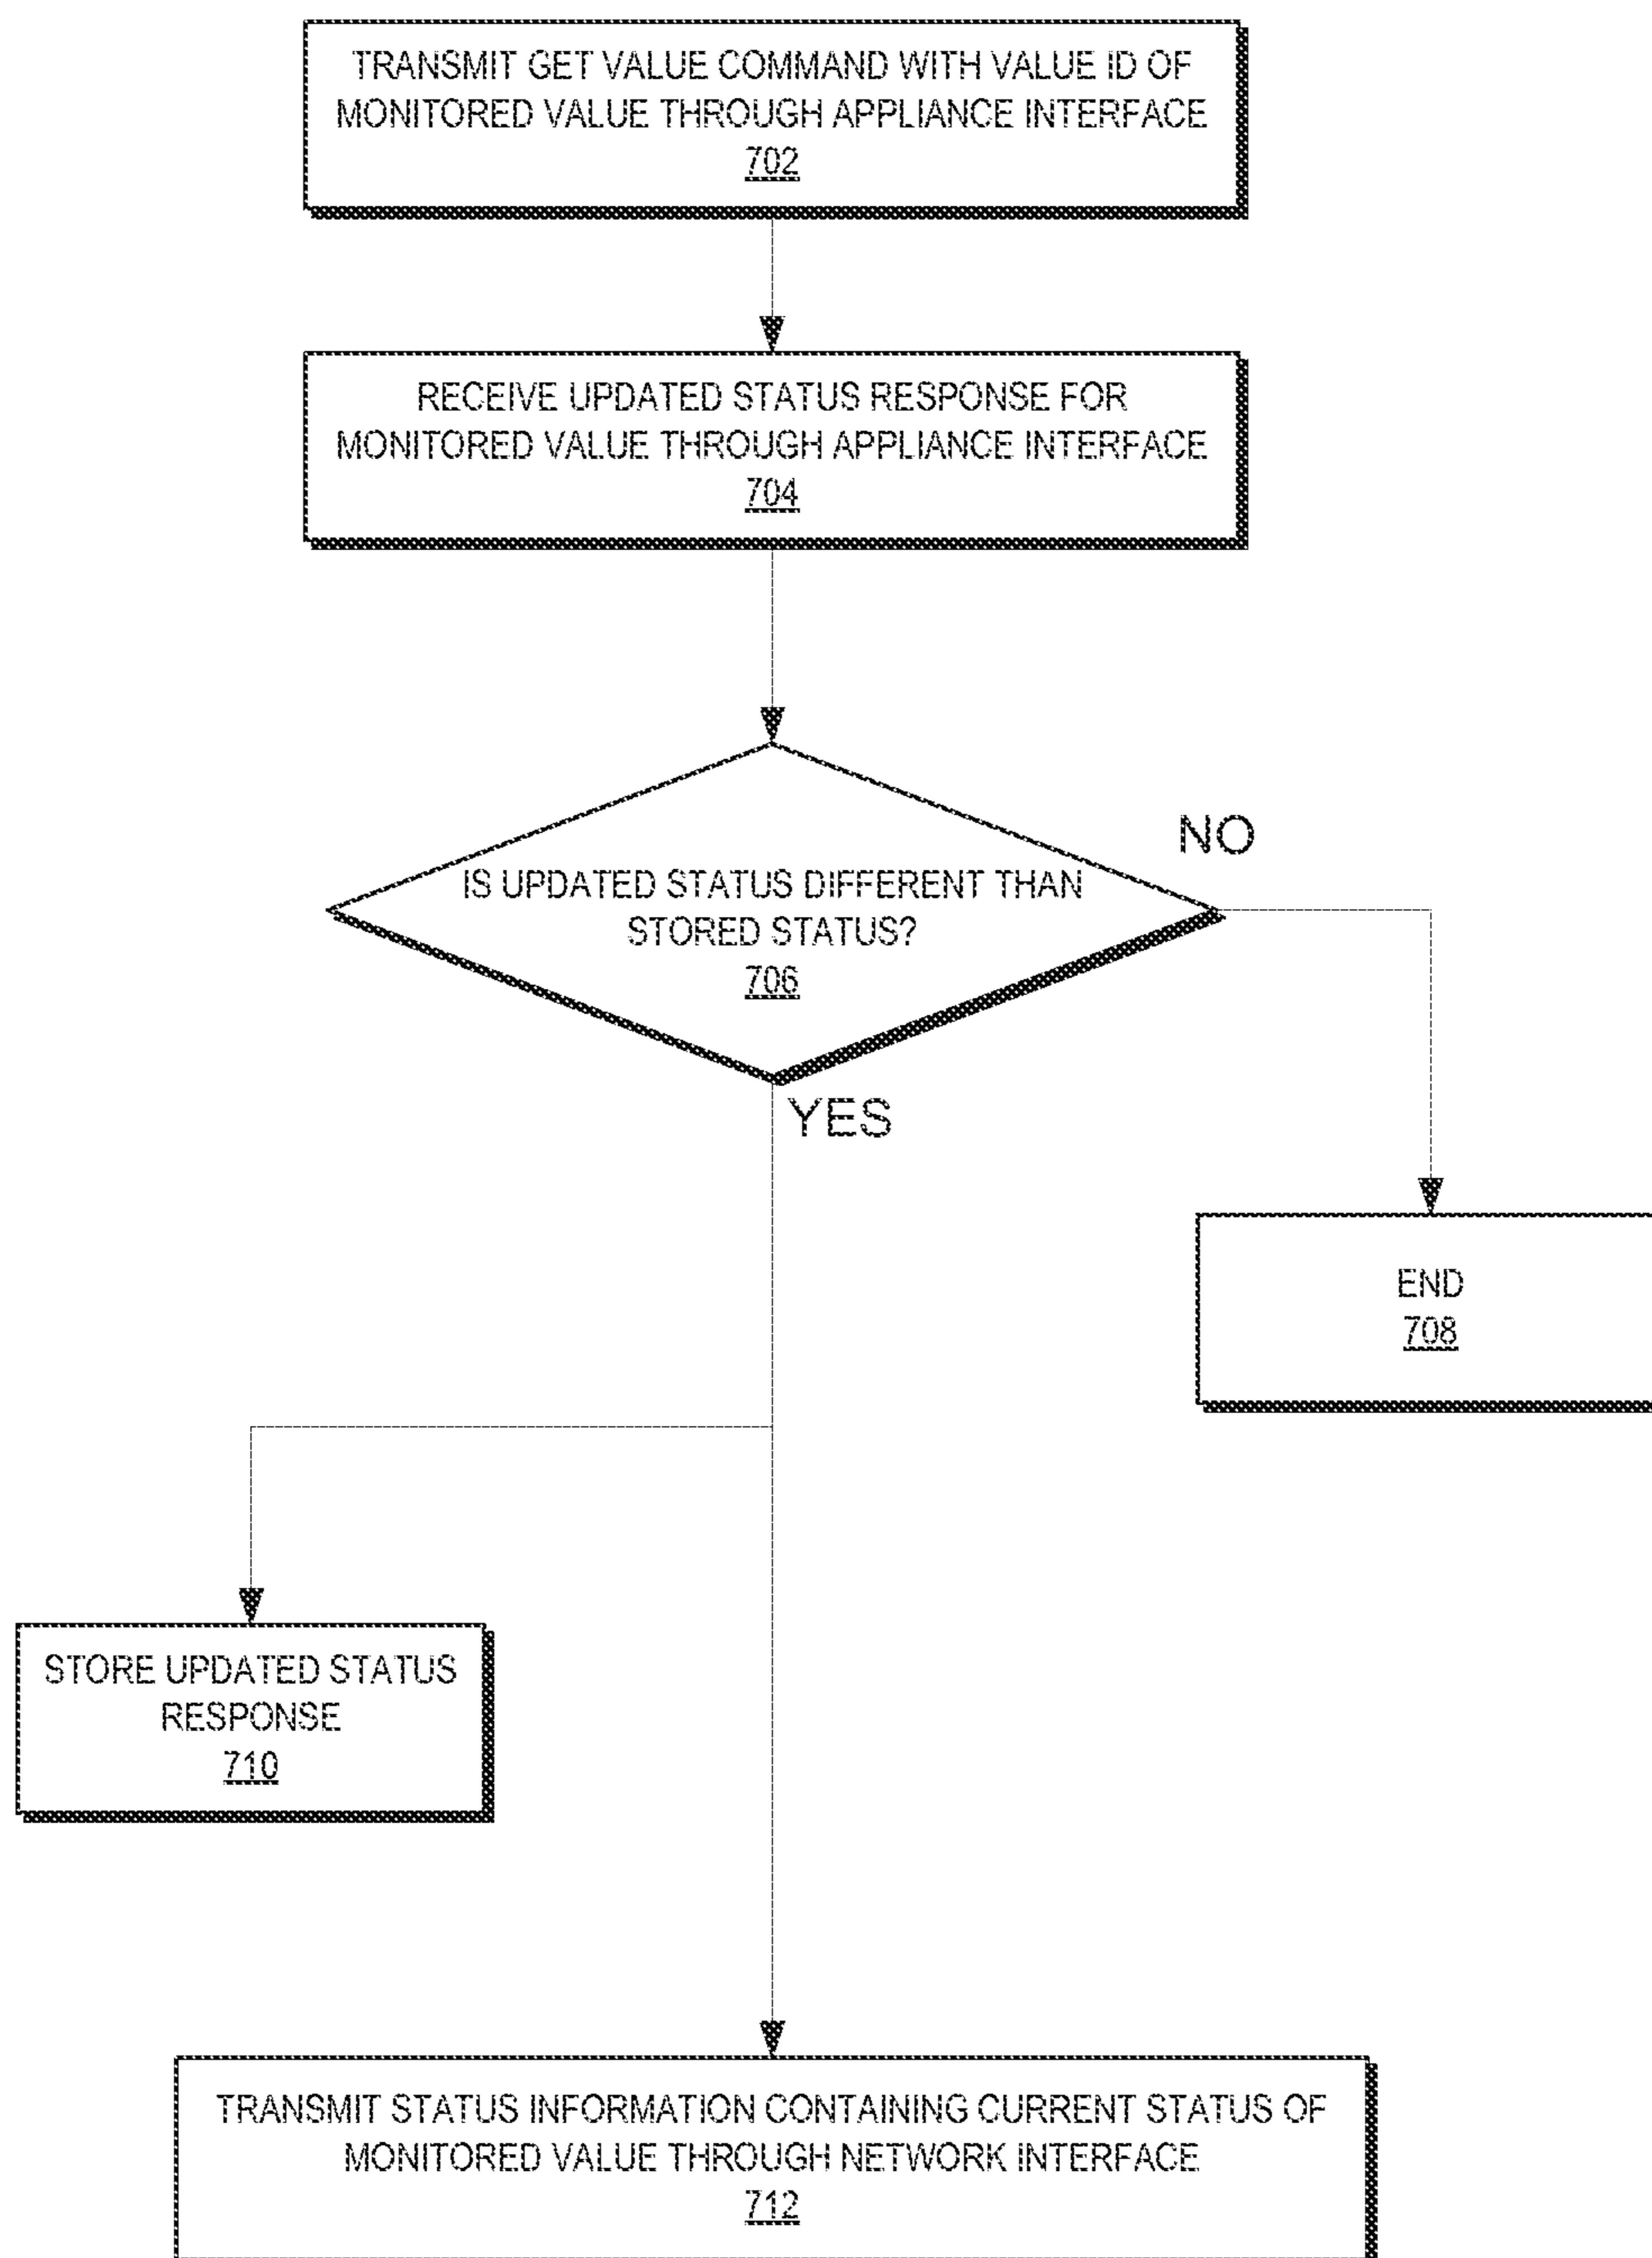 TRANSMIT GET VALUE COMMAND WITH VALUE ID OF
MONITORED VALUE THROUGH APPLIANCE INTERFACE
702
RECEIVE UPDATED STATUS RESPONSE FOR
MONITORED VALUE THROUGH APPLIANCE INTERFACE
704
NO
IS UPDATED STATUS DIFFERENT THAN
STORED STATUS?
706
YES
END
708
STORE UPDATED STATUS
RESPONSE
710
TRANSMIT STATUS INFORMATION CONTAINING CURRENT STATUS OF
MONITORED VALUE THROUGH NETWORK INTERFACE
712